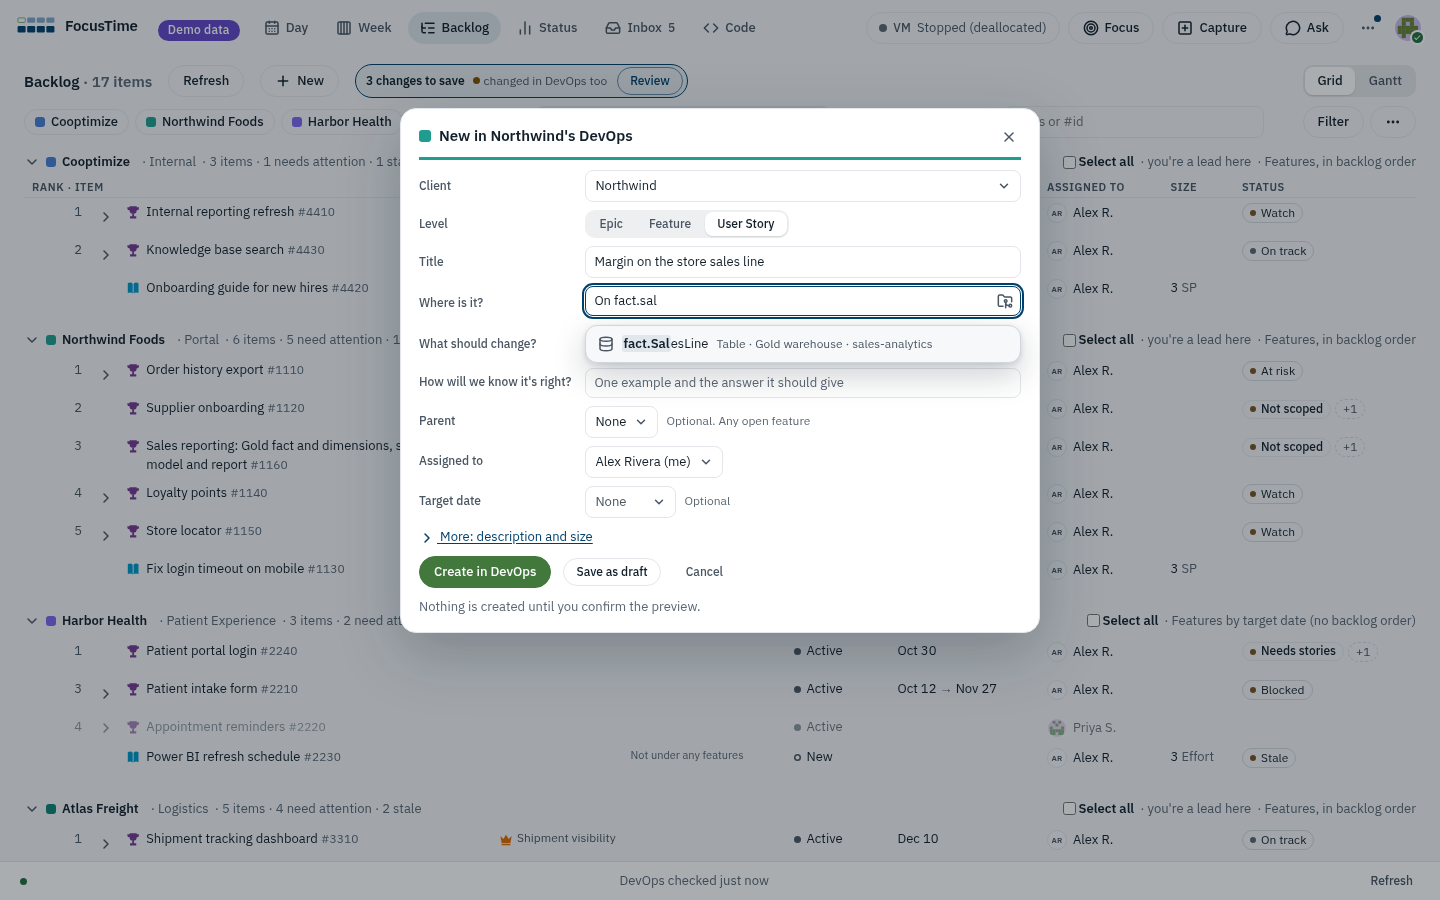 FocusTime
Demo data
Day
Week
Backlog
Status
Inbox 5
Code
VM Stopped (deallocated)
Focus
Capture
Ask
Backlog · 17 items
Refresh
New
3 changes to save
changed in DevOps too
Review
Grid
Gantt
Cooptimize
Northwind Foods
Harbor Health
s or #id
Filter
Cooptimize · Internal · 3 items · 1 needs attention · 1 sta
Select all · you're a lead here · Features, in backlog order
RANK · ITEM
ASSIGNED TO
SIZE
STATUS
1 Internal reporting refresh #4410
AR Alex R.
Watch
2 Knowledge base search #4430
AR Alex R.
On track
Onboarding guide for new hires #4420
AR Alex R.
3 SP
Northwind Foods · Portal · 6 items · 5 need attention · 1
Select all · you're a lead here · Features, in backlog order
1 Order history export #1110
AR Alex R.
At risk
2 Supplier onboarding #1120
AR Alex R.
Not scoped +1
3 Sales reporting: Gold fact and dimensions, s
model and report #1160
AR Alex R.
Not scoped +1
4 Loyalty points #1140
AR Alex R.
Watch
5 Store locator #1150
AR Alex R.
Watch
Fix login timeout on mobile #1130
AR Alex R.
3 SP
Harbor Health · Patient Experience · 3 items · 2 need att
Select all · Features by target date (no backlog order)
1 Patient portal login #2240
Active
Oct 30
AR Alex R.
Needs stories +1
3 Patient intake form #2210
Active
Oct 12 → Nov 27
AR Alex R.
Blocked
4 Appointment reminders #2220
Active
Priya S.
Power BI refresh schedule #2230
Not under any features
New
AR Alex R.
3 Effort
Stale
Atlas Freight · Logistics · 5 items · 4 need attention · 2 stale
Select all · you're a lead here · Features, in backlog order
1 Shipment tracking dashboard #3310
Shipment visibility
Active
Dec 10
AR Alex R.
On track
DevOps checked just now
Refresh
New in Northwind's DevOps
Client
Northwind
Level
Epic
Feature
User Story
Title
Margin on the store sales line
Where is it?
On fact.sal
fact.SalesLine Table · Gold warehouse · sales-analytics
What should change?
How will we know it's right?
One example and the answer it should give
Parent
None
Optional. Any open feature
Assigned to
Alex Rivera (me)
Target date
None
Optional
More: description and size
Create in DevOps
Save as draft
Cancel
Nothing is created until you confirm the preview.